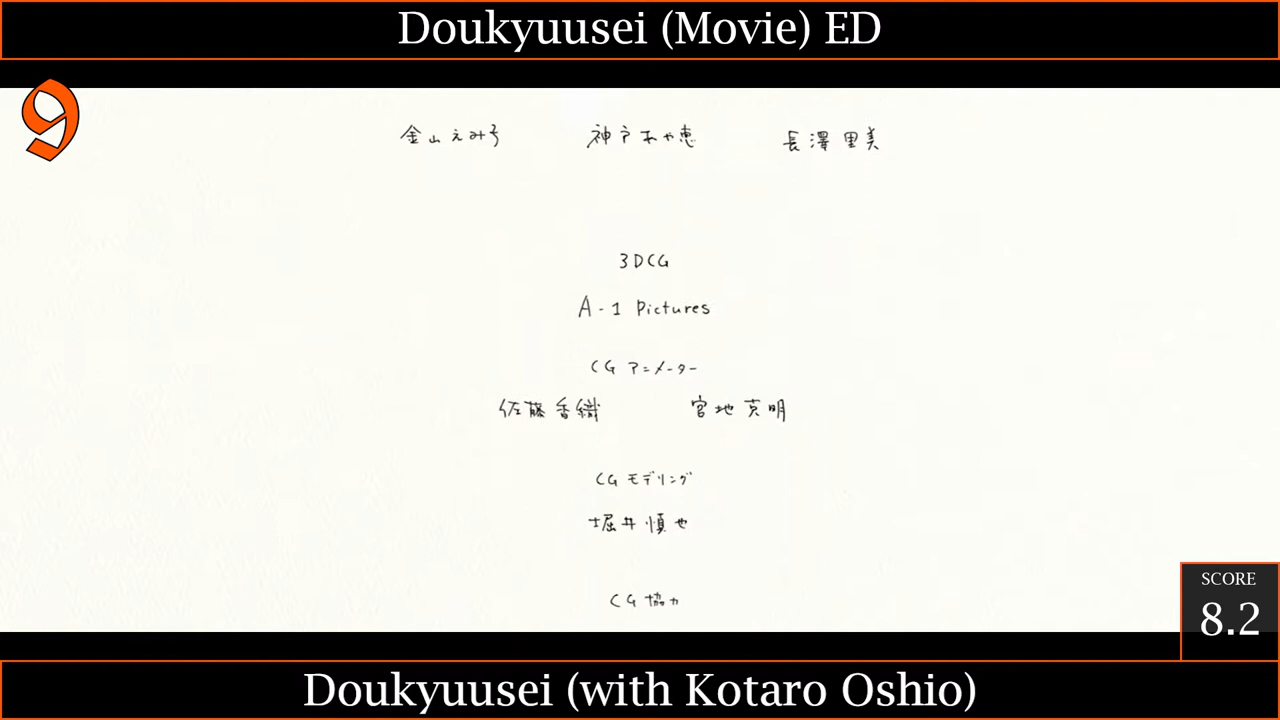 Doukyuusei (Movie) ED
9
金山えみ子 神戸あや恵 長澤里美
3DCG
A-1 Pictures
CG アニメーター
佐藤香織 宮地克明
CG モデリング
堀井慎也
CG 協力
SCORE
8.2
Doukyuusei (with Kotaro Oshio)